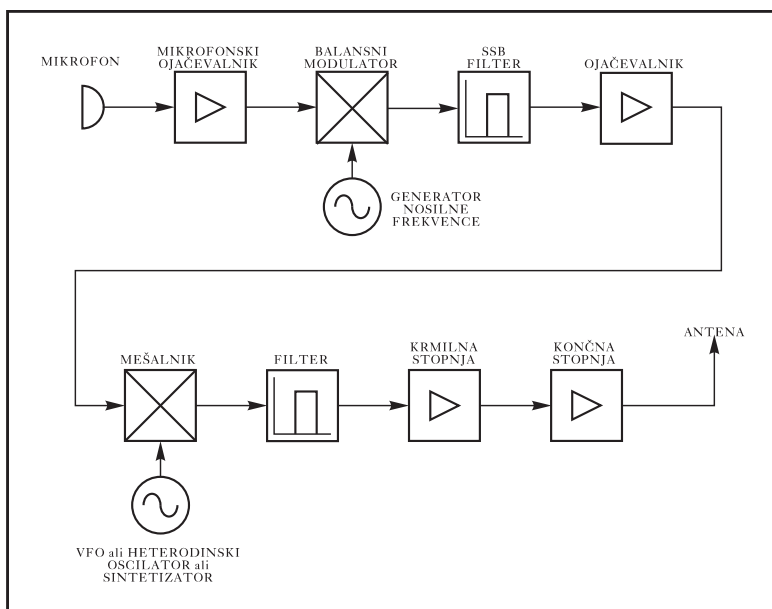 MIKROFON
MIKROFONSKI
OJAČEVALNIK
BALANSNI
MODULATOR
SSB
FILTER
OJAČEVALNIK
GENERATOR
NOSILNE
FREKVENCE
MEŠALNIK
FILTER
KRMILNA
STOPNJA
KONČNA
STOPNJA
ANTENA
VFO ali HETERODINSKI
OSCILATOR ali
SINTETIZATOR